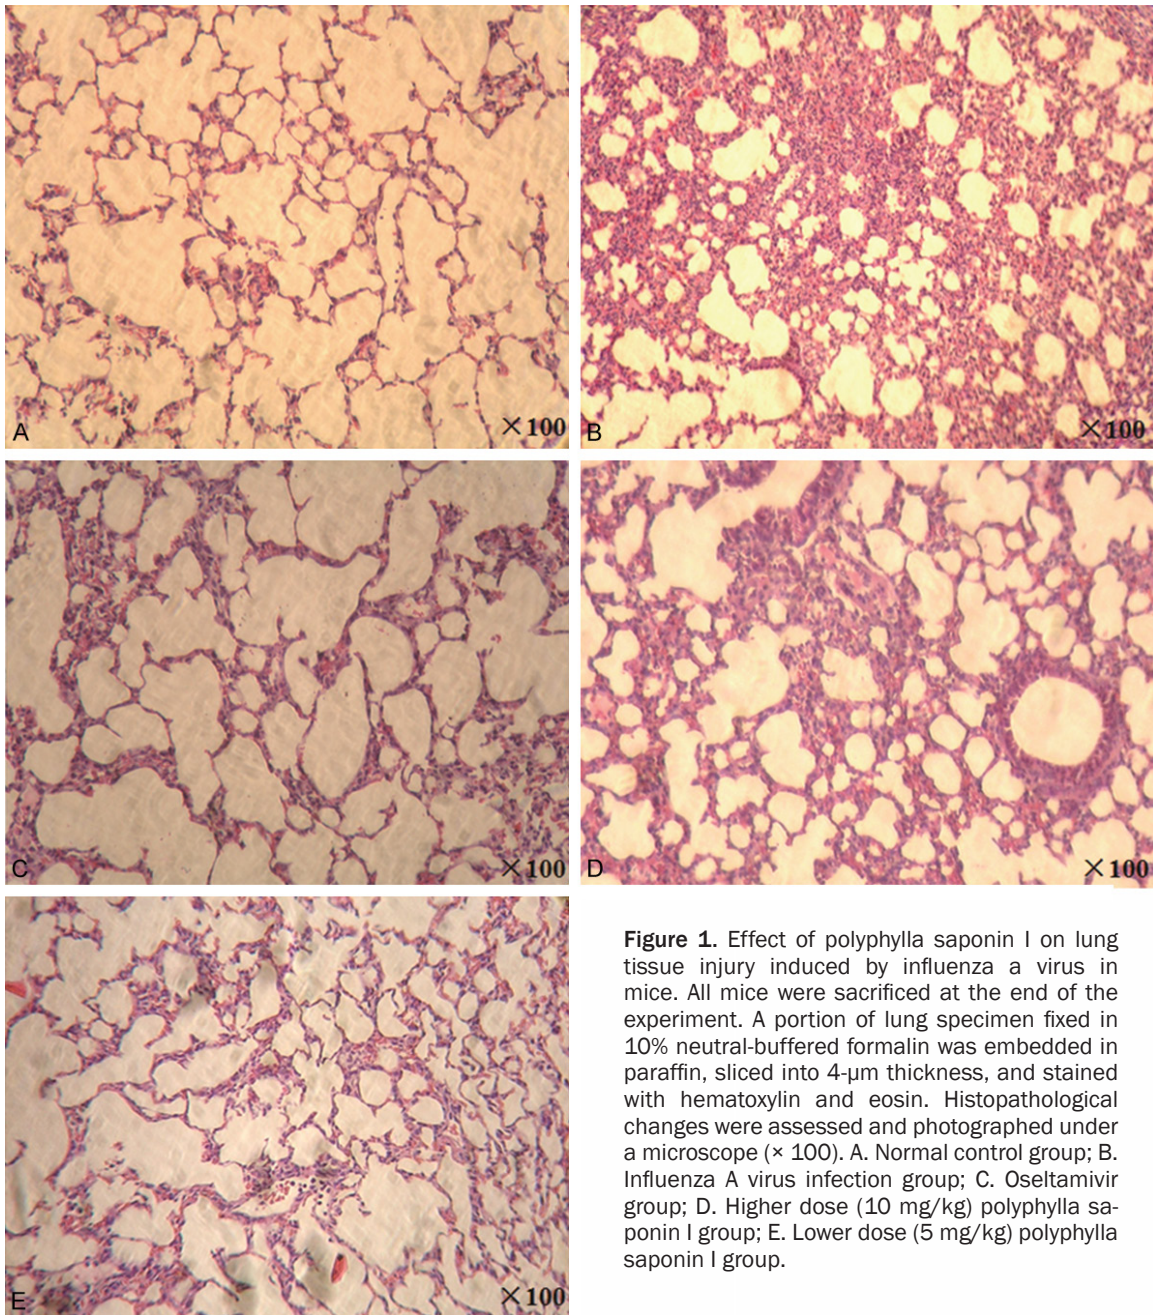 A
×100
B
×100
C
×100
D
×100
E
×100
Figure 1. Effect of polyphylla saponin I on lung
tissue injury induced by influenza a virus in
mice. All mice were sacrificed at the end of the
experiment. A portion of lung specimen fixed in
10% neutral-buffered formalin was embedded in
paraffin, sliced into 4-μm thickness, and stained
with hematoxylin and eosin. Histopathological
changes were assessed and photographed under
a microscope (× 100). A. Normal control group; B.
Influenza A virus infection group; C. Oseltamivir
group; D. Higher dose (10 mg/kg) polyphylla sa-
ponin I group; E. Lower dose (5 mg/kg) polyphylla
saponin I group.